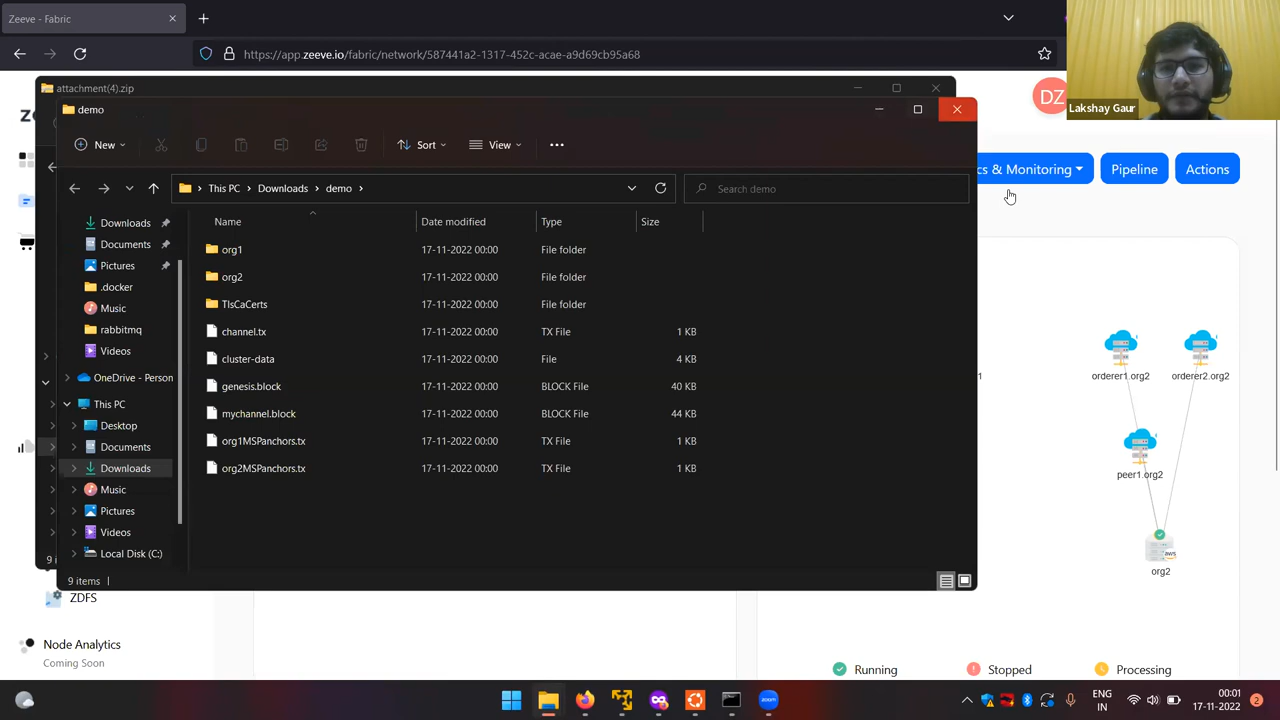 Zeeve - Fabric
https://app.zeeve.io/fabric/network/587441a2-1317-452c-acae-a9d69cb95a68
attachment(4).zip
DZ
Lakshay Gaur
demo
New
Sort
View
This PC
Downloads
demo
Search demo
cs & Monitoring
Pipeline
Actions
Name
Date modified
Type
Size
Downloads
Documents
Pictures
.docker
Music
rabbitmq
Videos
OneDrive - Person
This PC
Desktop
Documents
Downloads
Music
Pictures
Videos
Local Disk (C:)
org1 17-11-2022 00:00 File folder
org2 17-11-2022 00:00 File folder
TlsCaCerts 17-11-2022 00:00 File folder
channel.tx 17-11-2022 00:00 TX File 1 KB
cluster-data 17-11-2022 00:00 File 4 KB
genesis.block 17-11-2022 00:00 BLOCK File 40 KB
mychannel.block 17-11-2022 00:00 BLOCK File 44 KB
org1MSPanchors.tx 17-11-2022 00:00 TX File 1 KB
org2MSPanchors.tx 17-11-2022 00:00 TX File 1 KB
9 items
orderer1.org2
orderer2.org2
peer1.org2
aws
org2
ZDFS
Node Analytics
Coming Soon
Running
Stopped
Processing
zoom
ENG
IN
00:01
17-11-2022
2